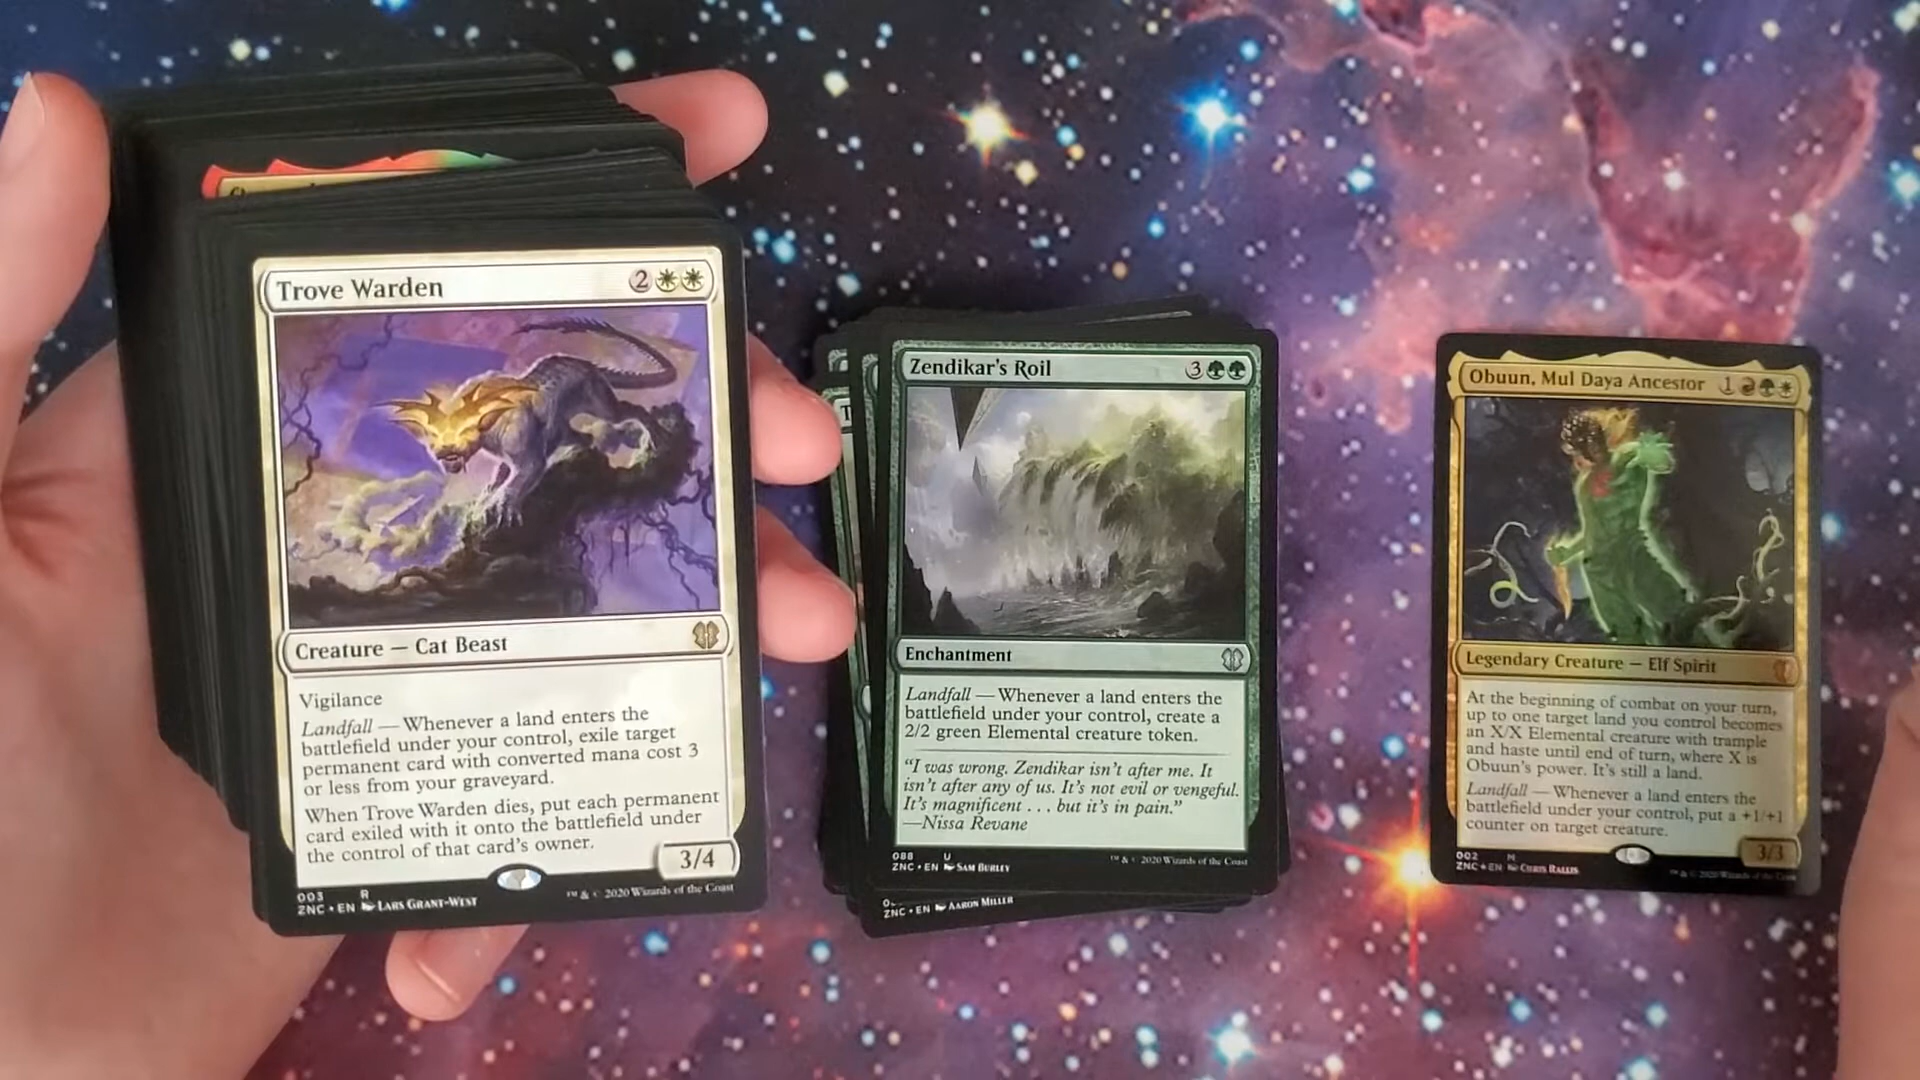 Trove Warden 2
Creature — Cat Beast
Vigilance
Landfall — Whenever a land enters the
battlefield under your control, exile target
permanent card with converted mana cost 3
or less from your graveyard.
When Trove Warden dies, put each permanent
card exiled with it onto the battlefield under
the control of that card's owner.
3/4
003 R
ZNC • EN LARS GRANT-WEST
™ & © 2020 Wizards of the Coast
Zendikar's Roil 3
Enchantment
Landfall — Whenever a land enters the
battlefield under your control, create a
2/2 green Elemental creature token.
"I was wrong. Zendikar isn't after me. It
isn't after any of us. It's not evil or vengeful.
It's magnificent . . . but it's in pain."
—Nissa Revane
088 U
ZNC • EN SAM BURLEY
™ & © 2020 Wizards of the Coast
ZNC • EN AARON MILLER
Obuun, Mul Daya Ancestor 1
Legendary Creature — Elf Spirit
At the beginning of combat on your turn,
up to one target land you control becomes
an X/X Elemental creature with trample
and haste until end of turn, where X is
Obuun's power. It's still a land.
Landfall — Whenever a land enters the
battlefield under your control, put a +1/+1
counter on target creature.
3/3
002 M
ZNC ★ EN CHRIS RALLIS
™ & © 2020 Wizards of the Coast